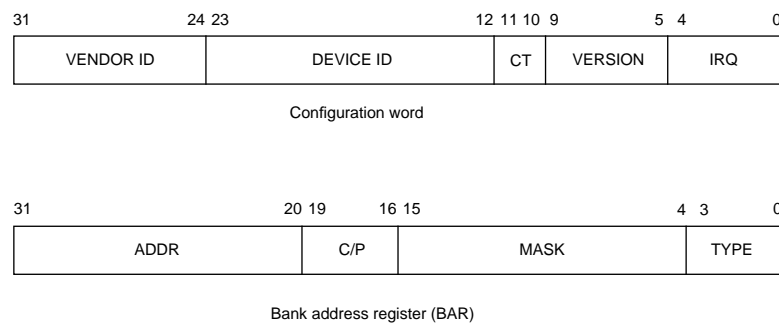 31 24 23 12 11 10 9 5 4 0
VENDOR ID DEVICE ID CT VERSION IRQ
Configuration word
31 20 19 16 15 4 3 0
ADDR C/P MASK TYPE
Bank address register (BAR)